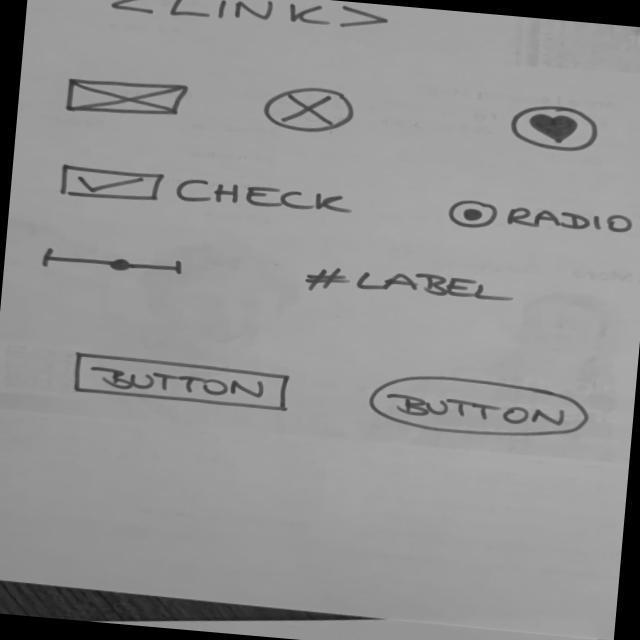 <LINK>
CHECK
RADIO
#LABEL
BUTTON
BUTTON